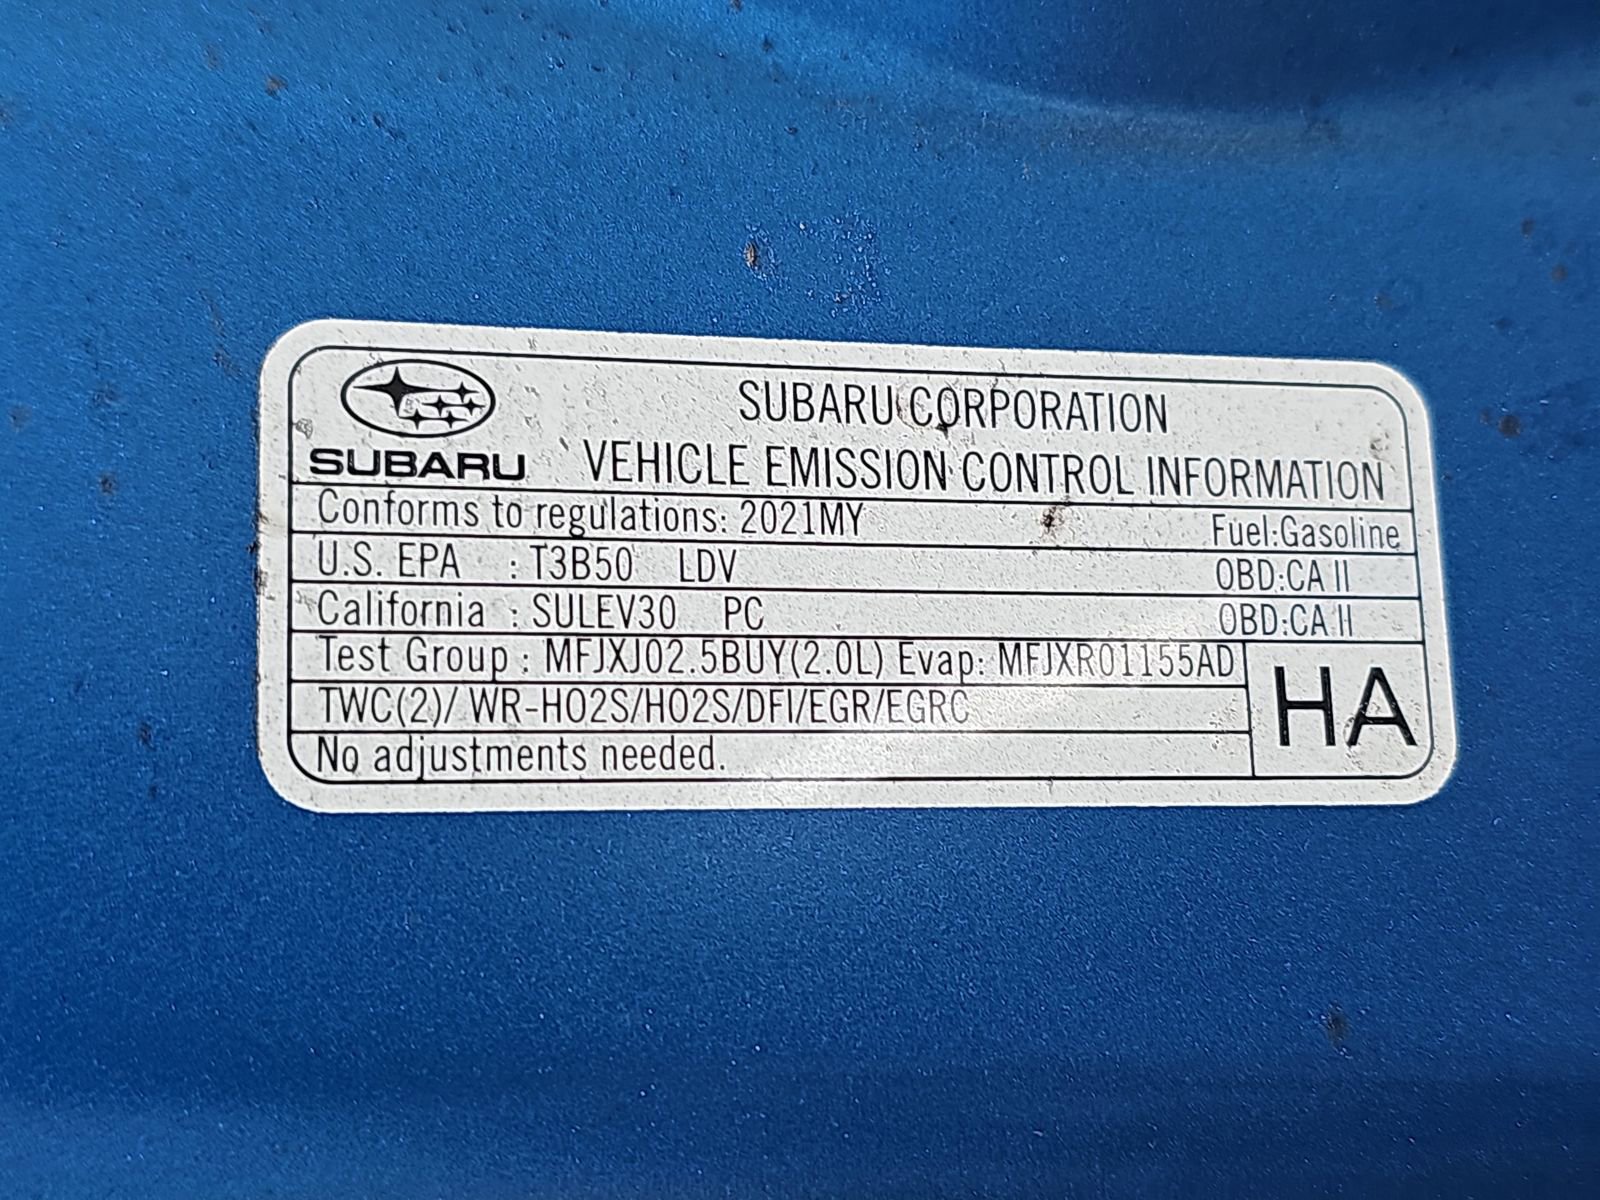 SUBARU CORPORATION
SUBARU VEHICLE EMISSION CONTROL INFORMATION
Conforms to regulations: 2021MY Fuel:Gasoline
U.S. EPA : T3B50 LDV OBD:CA II
California : SULEV30 PC OBD:CA II
Test Group : MFJXJ02.5BUY(2.0L) Evap: MFJXR01155AD
HA
TWC(2)/ WR-HO2S/HO2S/DFI/EGR/EGRC
No adjustments needed.